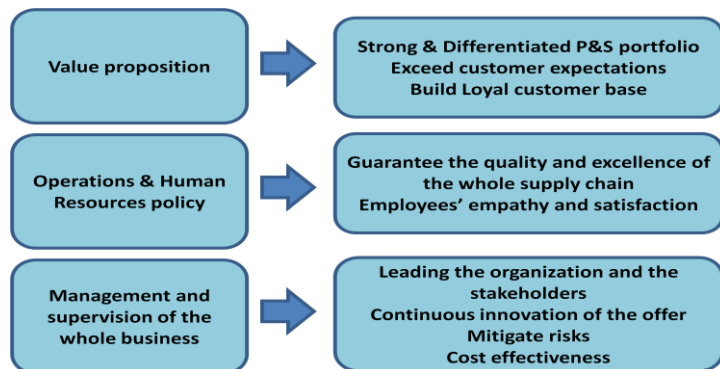 Value proposition
Strong & Differentiated P&S portfolio
Exceed customer expectations
Build Loyal customer base
Operations & Human
Resources policy
Guarantee the quality and excellence of
the whole supply chain
Employees’ empathy and satisfaction
Management and
supervision of the
whole business
Leading the organization and the
stakeholders
Continuous innovation of the offer
Mitigate risks
Cost effectiveness